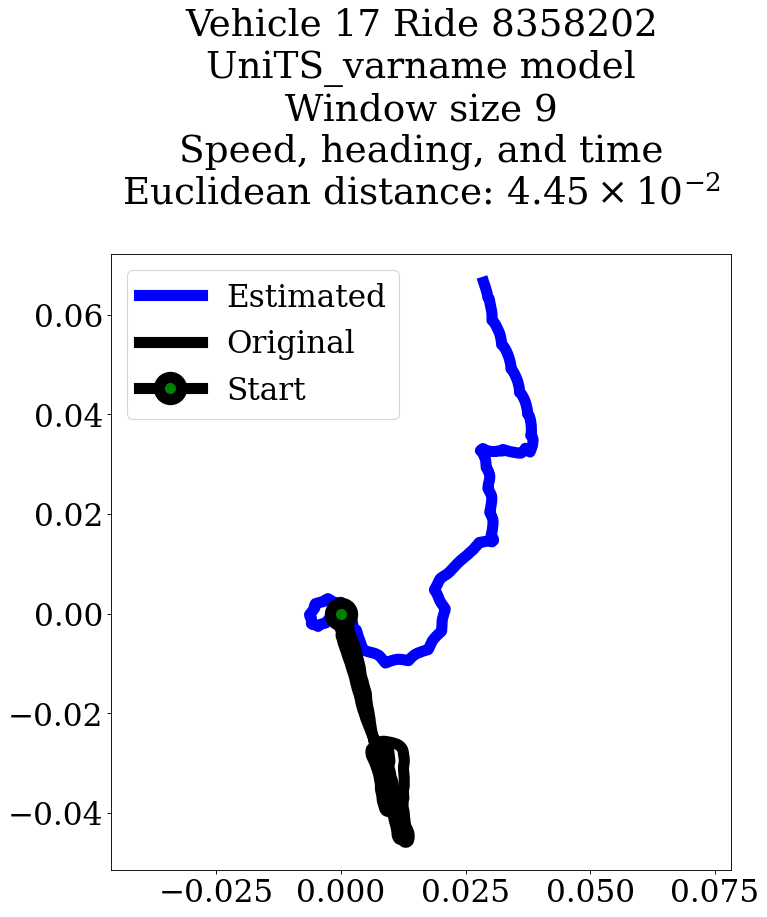 Vehicle 17 Ride 8358202
UniTS_varname model
Window size 9
Speed, heading, and time
Euclidean distance: 4.45 × 10⁻²
Estimated
Original
Start
0.06
0.04
0.02
0.00
−0.02
−0.04
−0.025 0.000 0.025 0.050 0.075